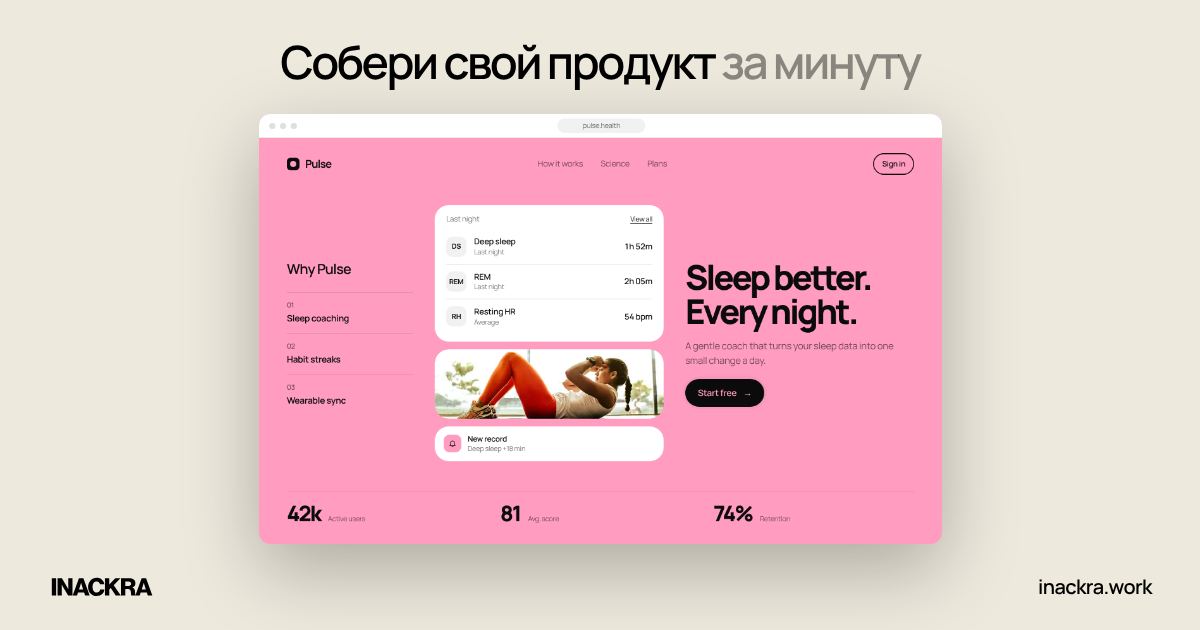 Собери свой продукт за минуту
pulse.health
Pulse
How it works
Science
Plans
Sign in
Why Pulse
01
Sleep coaching
02
Habit streaks
03
Wearable sync
Last night
View all
DS
Deep sleep
Last night
1h 52m
REM
REM
Last night
2h 05m
RH
Resting HR
Average
54 bpm
New record
Deep sleep +18 min
Sleep better.
Every night.
A gentle coach that turns your sleep data into one
small change a day.
Start free →
42k Active users
81 Avg. score
74% Retention
INACKRA
inackra.work